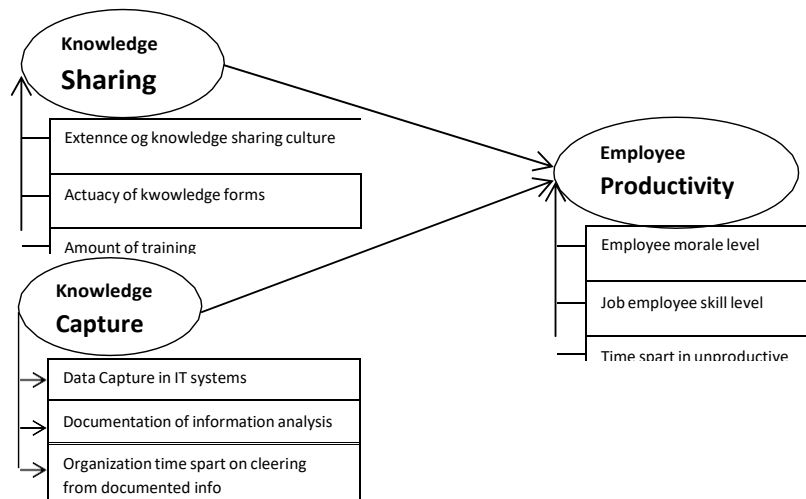 Knowledge
Sharing
Extennce og knowledge sharing culture
Actuacy of kwowledge forms
Amount of training
Knowledge
Capture
Data Capture in IT systems
Documentation of information analysis
Organization time spart on cleering
from documented info
Employee
Productivity
Employee morale level
Job employee skill level
Time spart in unproductive